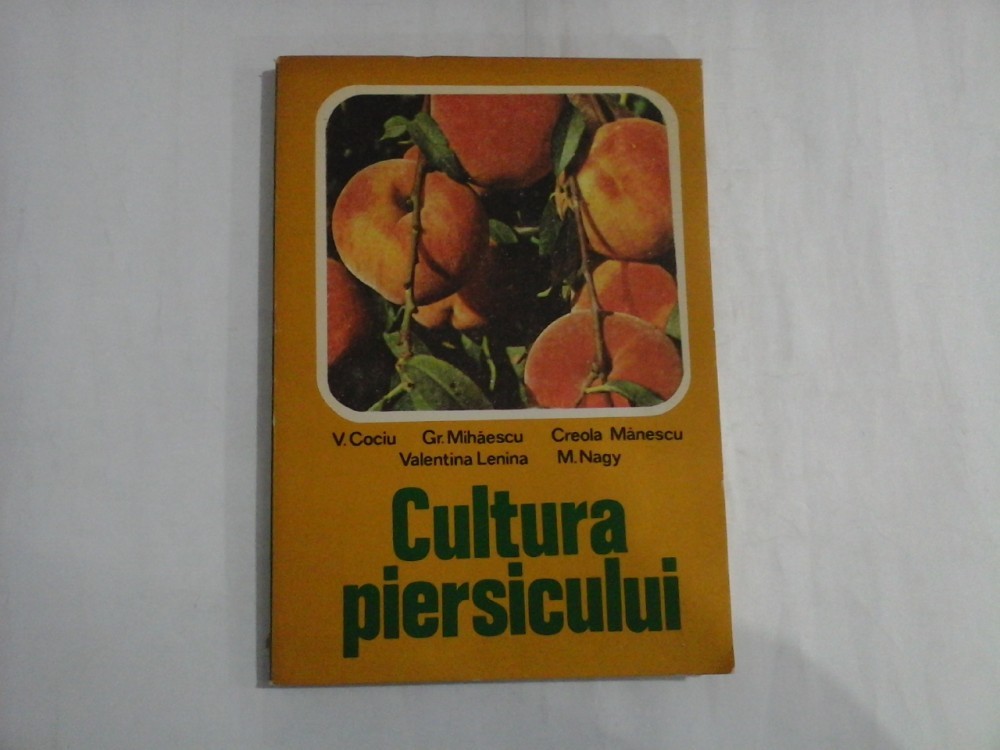 V. Cociu Gr. Mihăescu Creola Mănescu
Valentina Lenina M. Nagy
Cultura
piersicului